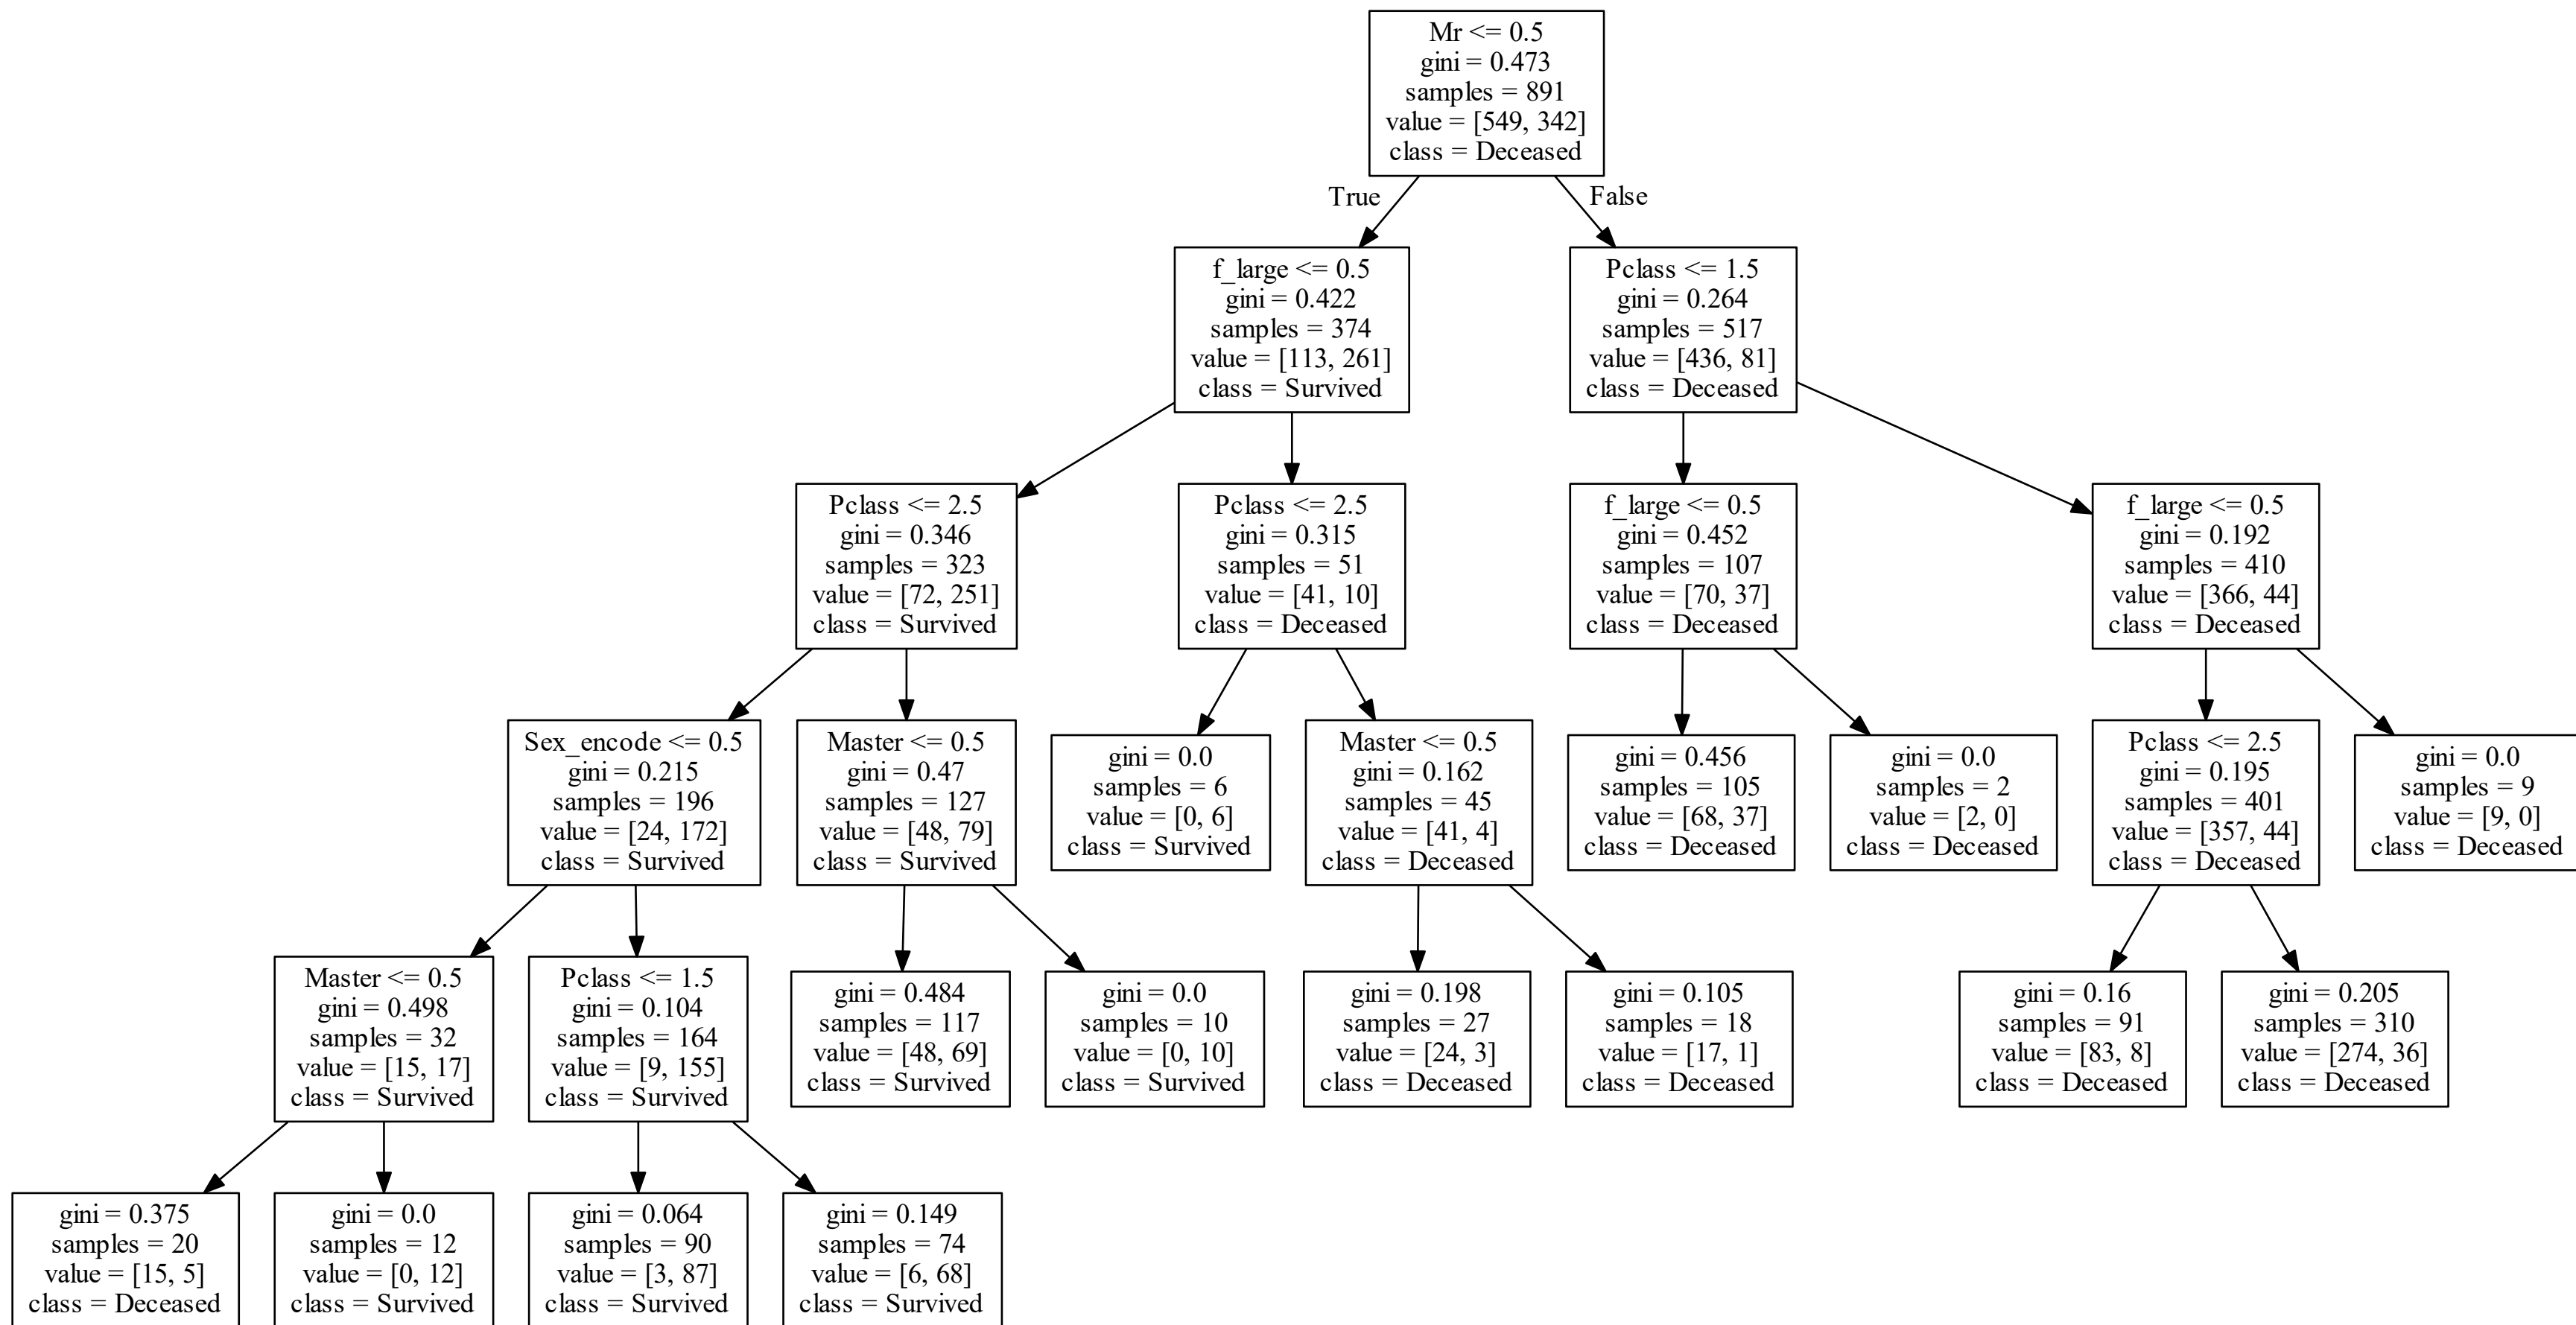 Mr <= 0.5
gini = 0.473
samples = 891
value = [549, 342]
class = Deceased
True
False
f_large <= 0.5
gini = 0.422
samples = 374
value = [113, 261]
class = Survived
Pclass <= 1.5
gini = 0.264
samples = 517
value = [436, 81]
class = Deceased
Pclass <= 2.5
gini = 0.346
samples = 323
value = [72, 251]
class = Survived
Pclass <= 2.5
gini = 0.315
samples = 51
value = [41, 10]
class = Deceased
f_large <= 0.5
gini = 0.452
samples = 107
value = [70, 37]
class = Deceased
f_large <= 0.5
gini = 0.192
samples = 410
value = [366, 44]
class = Deceased
Sex_encode <= 0.5
gini = 0.215
samples = 196
value = [24, 172]
class = Survived
Master <= 0.5
gini = 0.47
samples = 127
value = [48, 79]
class = Survived
gini = 0.0
samples = 6
value = [0, 6]
class = Survived
Master <= 0.5
gini = 0.162
samples = 45
value = [41, 4]
class = Deceased
gini = 0.456
samples = 105
value = [68, 37]
class = Deceased
gini = 0.0
samples = 2
value = [2, 0]
class = Deceased
Pclass <= 2.5
gini = 0.195
samples = 401
value = [357, 44]
class = Deceased
gini = 0.0
samples = 9
value = [9, 0]
class = Deceased
Master <= 0.5
gini = 0.498
samples = 32
value = [15, 17]
class = Survived
Pclass <= 1.5
gini = 0.104
samples = 164
value = [9, 155]
class = Survived
gini = 0.484
samples = 117
value = [48, 69]
class = Survived
gini = 0.0
samples = 10
value = [0, 10]
class = Survived
gini = 0.198
samples = 27
value = [24, 3]
class = Deceased
gini = 0.105
samples = 18
value = [17, 1]
class = Deceased
gini = 0.16
samples = 91
value = [83, 8]
class = Deceased
gini = 0.205
samples = 310
value = [274, 36]
class = Deceased
gini = 0.375
samples = 20
value = [15, 5]
class = Deceased
gini = 0.0
samples = 12
value = [0, 12]
class = Survived
gini = 0.064
samples = 90
value = [3, 87]
class = Survived
gini = 0.149
samples = 74
value = [6, 68]
class = Survived